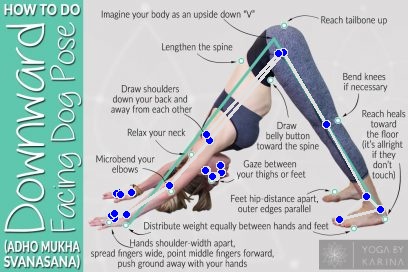 HOW TO DO
Downward
Facing Dog Pose
(ADHO MUKHA
SVANASANA)
Imagine your body as an upside down "V"
Reach tailbone up
Lengthen the spine
Bend knees
if necessary
Draw shoulders
down your back and
away from each other
Draw
belly button
toward the spine
Reach heals
toward
the floor
(it's allright
if they
don't
touch)
Relax your neck
Microbend your
elbows
Gaze between
your thighs or feet
Feet hip-distance apart,
outer edges parallel
Distribute weight equally between hands and feet
Hands shoulder-width apart,
spread fingers wide, point middle fingers forward,
push ground away with your hands
YOGA BY
KARINA